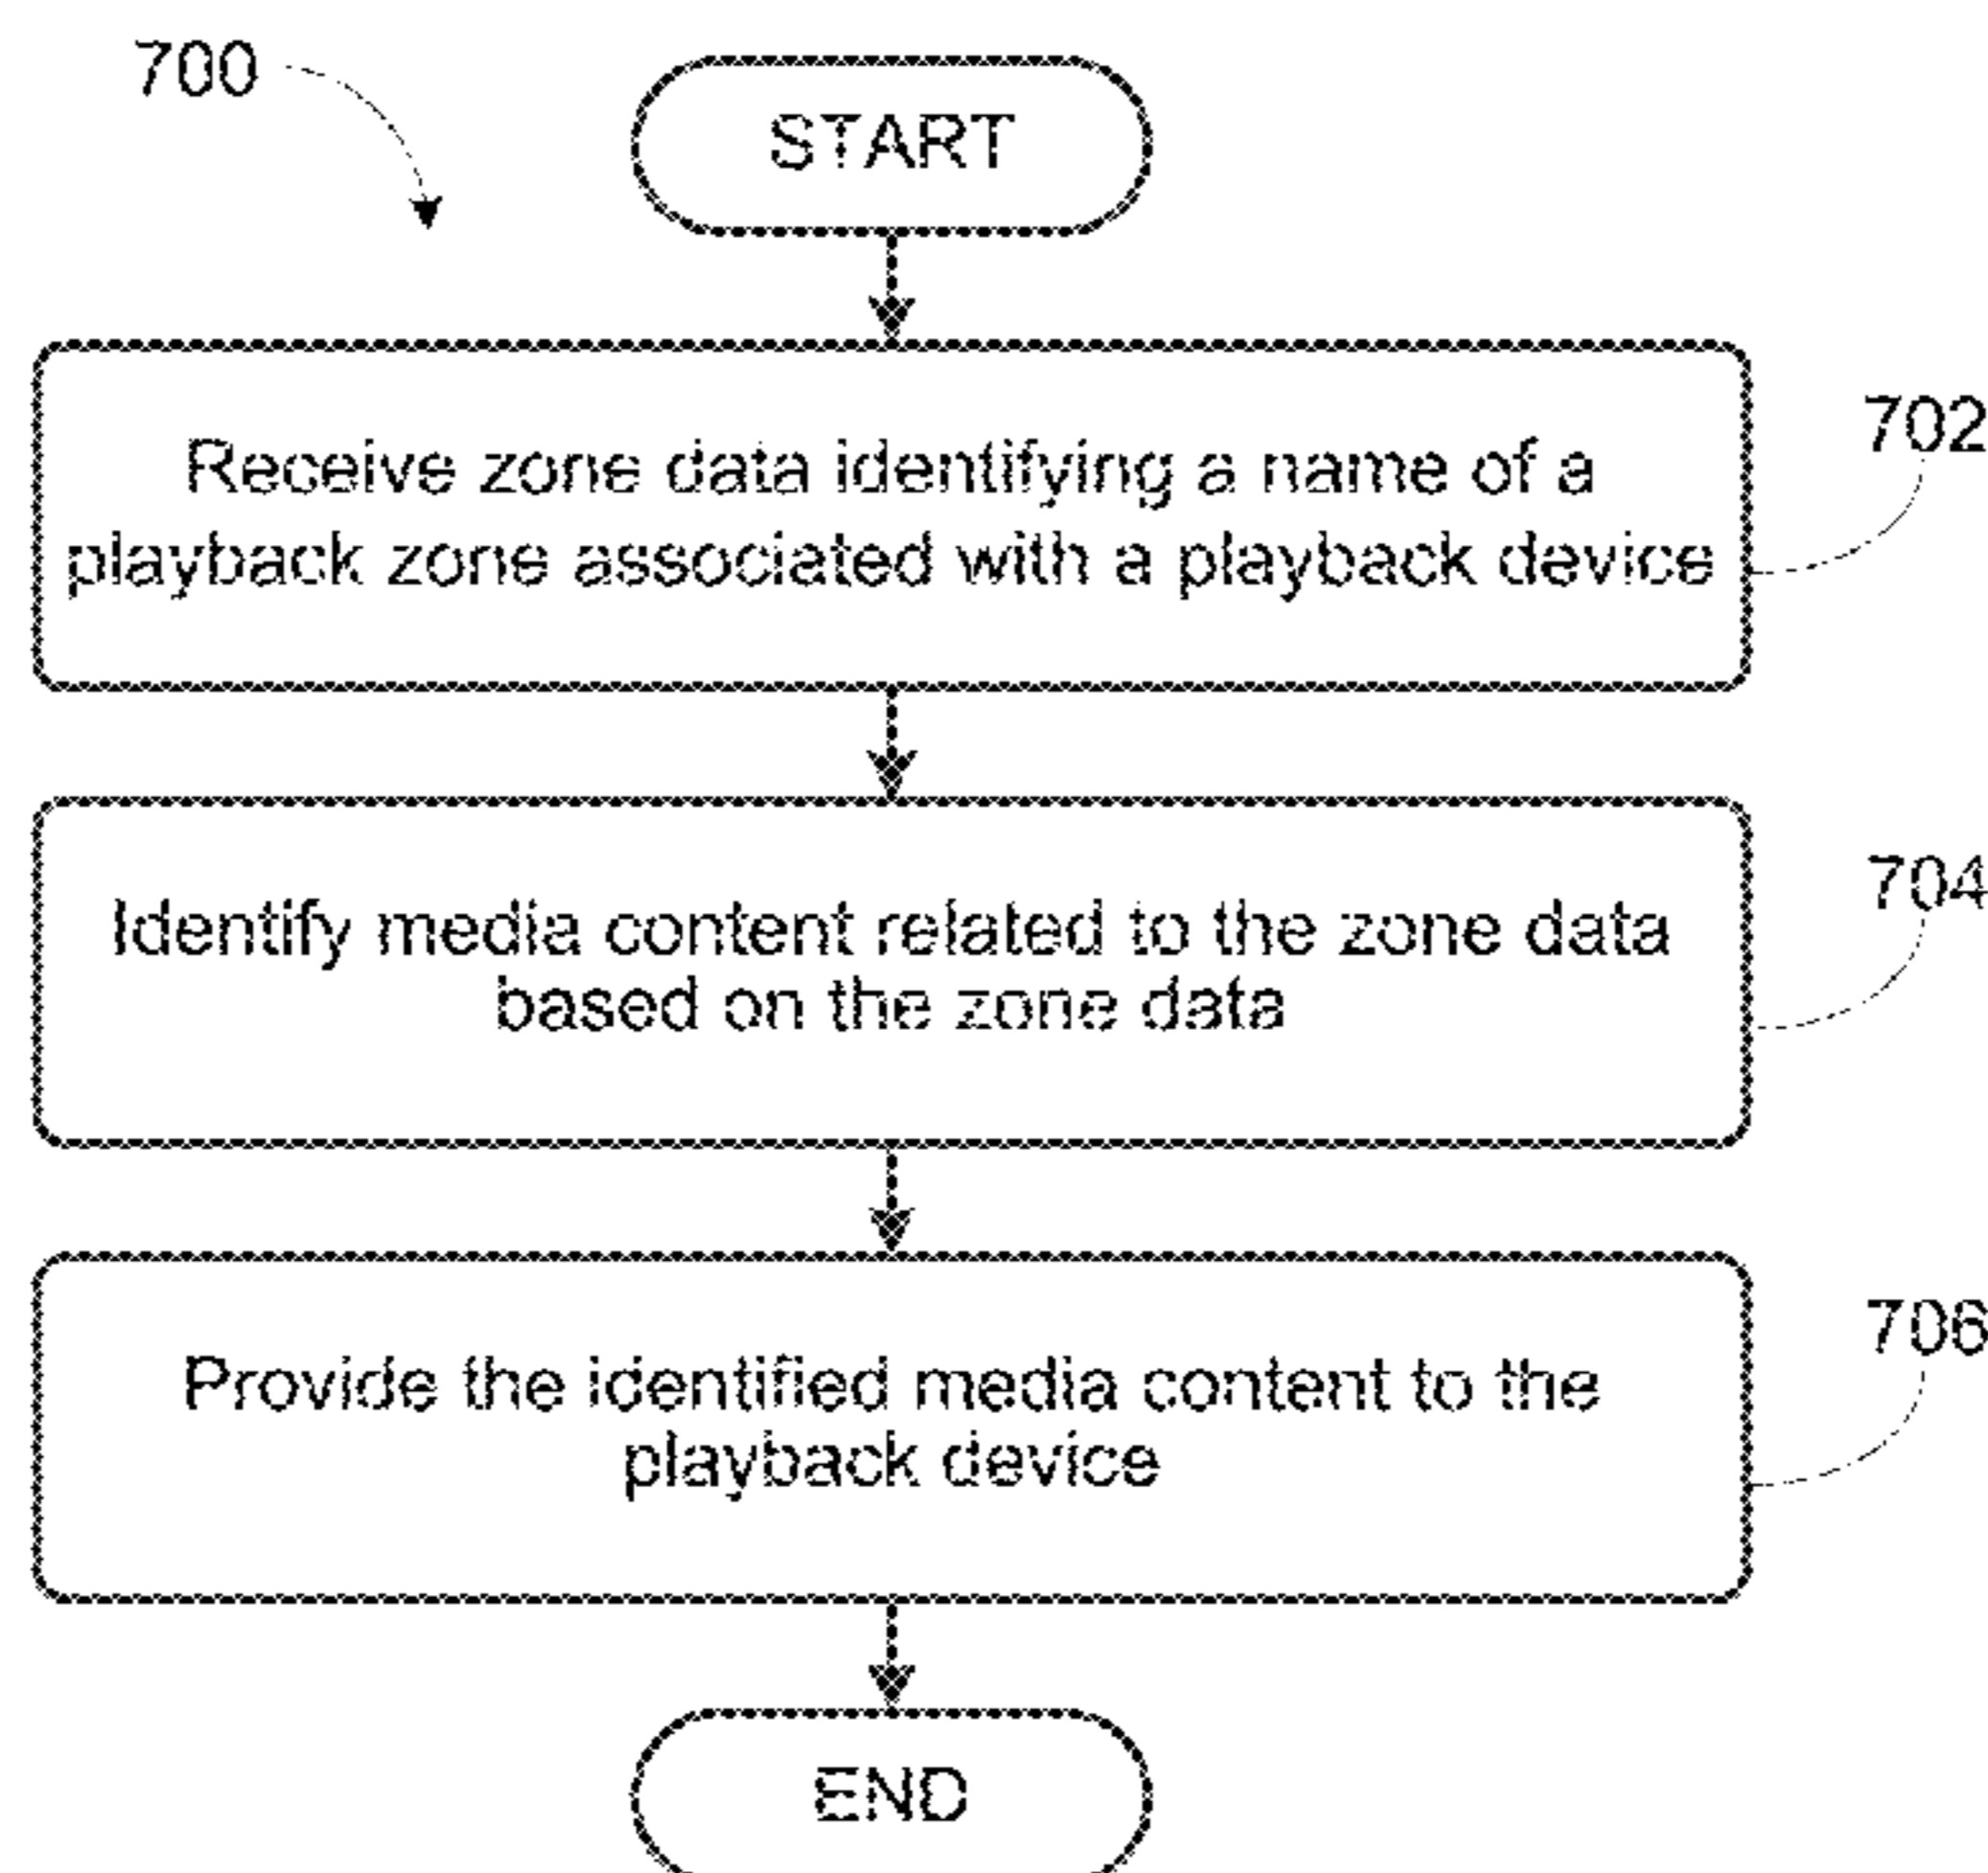 700
START
Receive zone data identifying a name of a
playback zone associated with a playback device
702
Identify media content related to the zone data
based on the zone data
704
Provide the identified media content to the
playback device
706
END